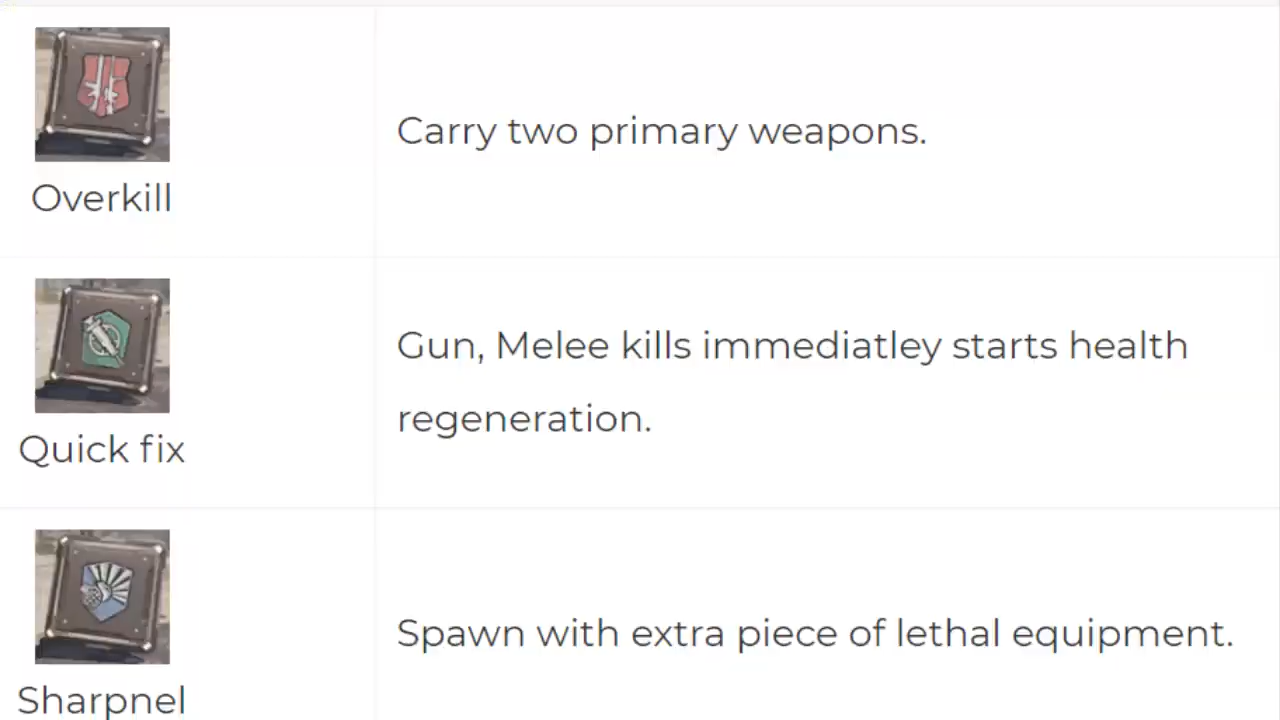 Carry two primary weapons.
Overkill
Gun, Melee kills immediatley starts health
regeneration.
Quick fix
Spawn with extra piece of lethal equipment.
Sharpnel